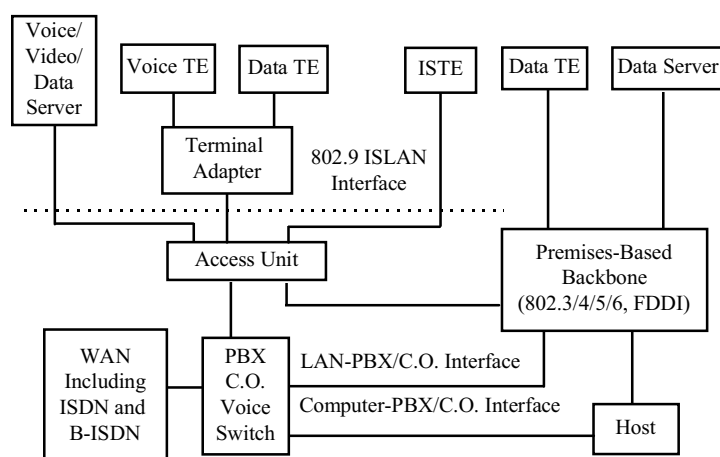 Voice/
Video/
Data
Server
Voice TE
Data TE
ISTE
Data TE
Data Server
Terminal
Adapter
802.9 ISLAN
Interface
Access Unit
Premises-Based
Backbone
(802.3/4/5/6, FDDI)
WAN
Including
ISDN and
B-ISDN
PBX
C.O.
Voice
Switch
LAN-PBX/C.O. Interface
Computer-PBX/C.O. Interface
Host